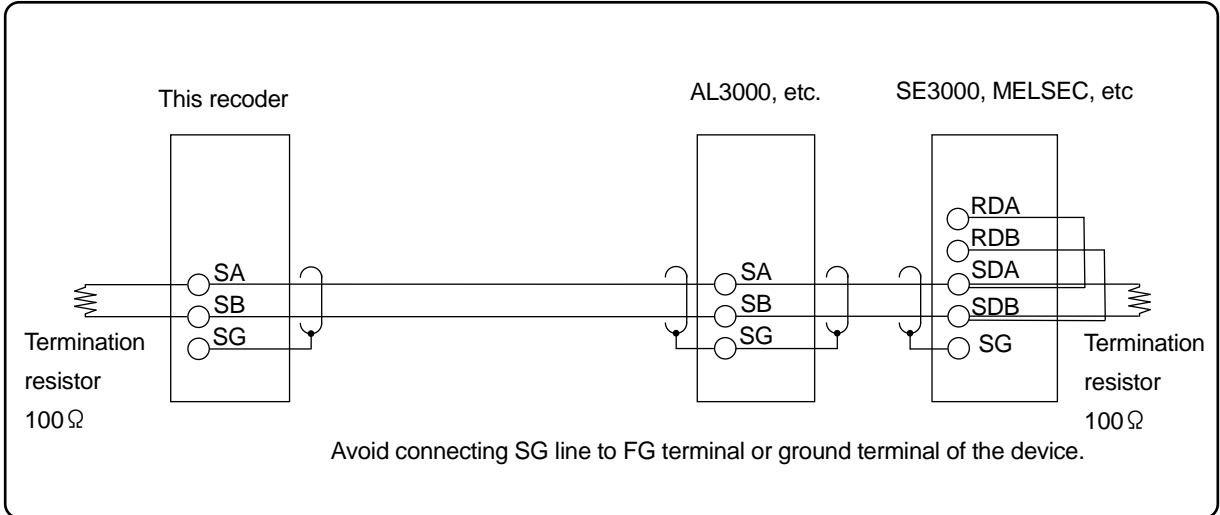 This recoder
AL3000, etc.
SE3000, MELSEC, etc
RDA
RDB
SA
SA
SDA
SB
SB
SDB
SG
SG
SG
Termination
resistor
100Ω
Termination
resistor
100Ω
Avoid connecting SG line to FG terminal or ground terminal of the device.